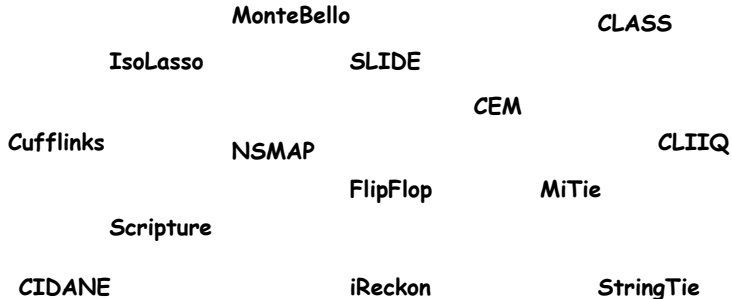 MonteBello
CLASS
IsoLasso
SLIDE
CEM
Cufflinks
NSMAP
CLIIQ
FlipFlop
MiTie
Scripture
CIDANE
iReckon
StringTie